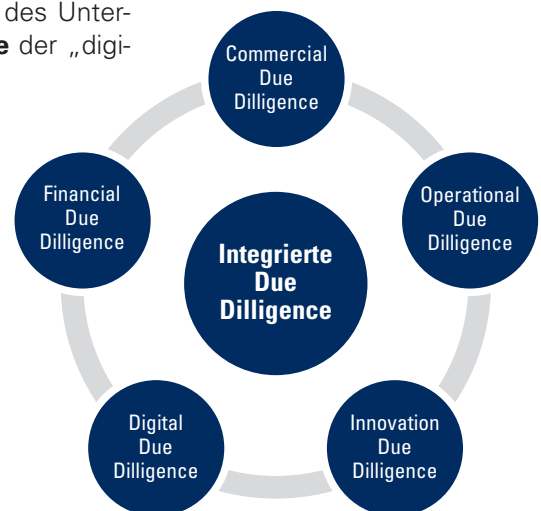 des Unter-
e der „digi-
Commercial
Due
Dilligence
Operational
Due
Dilligence
Innovation
Due
Dilligence
Digital
Due
Dilligence
Financial
Due
Dilligence
Integrierte
Due
Dilligence